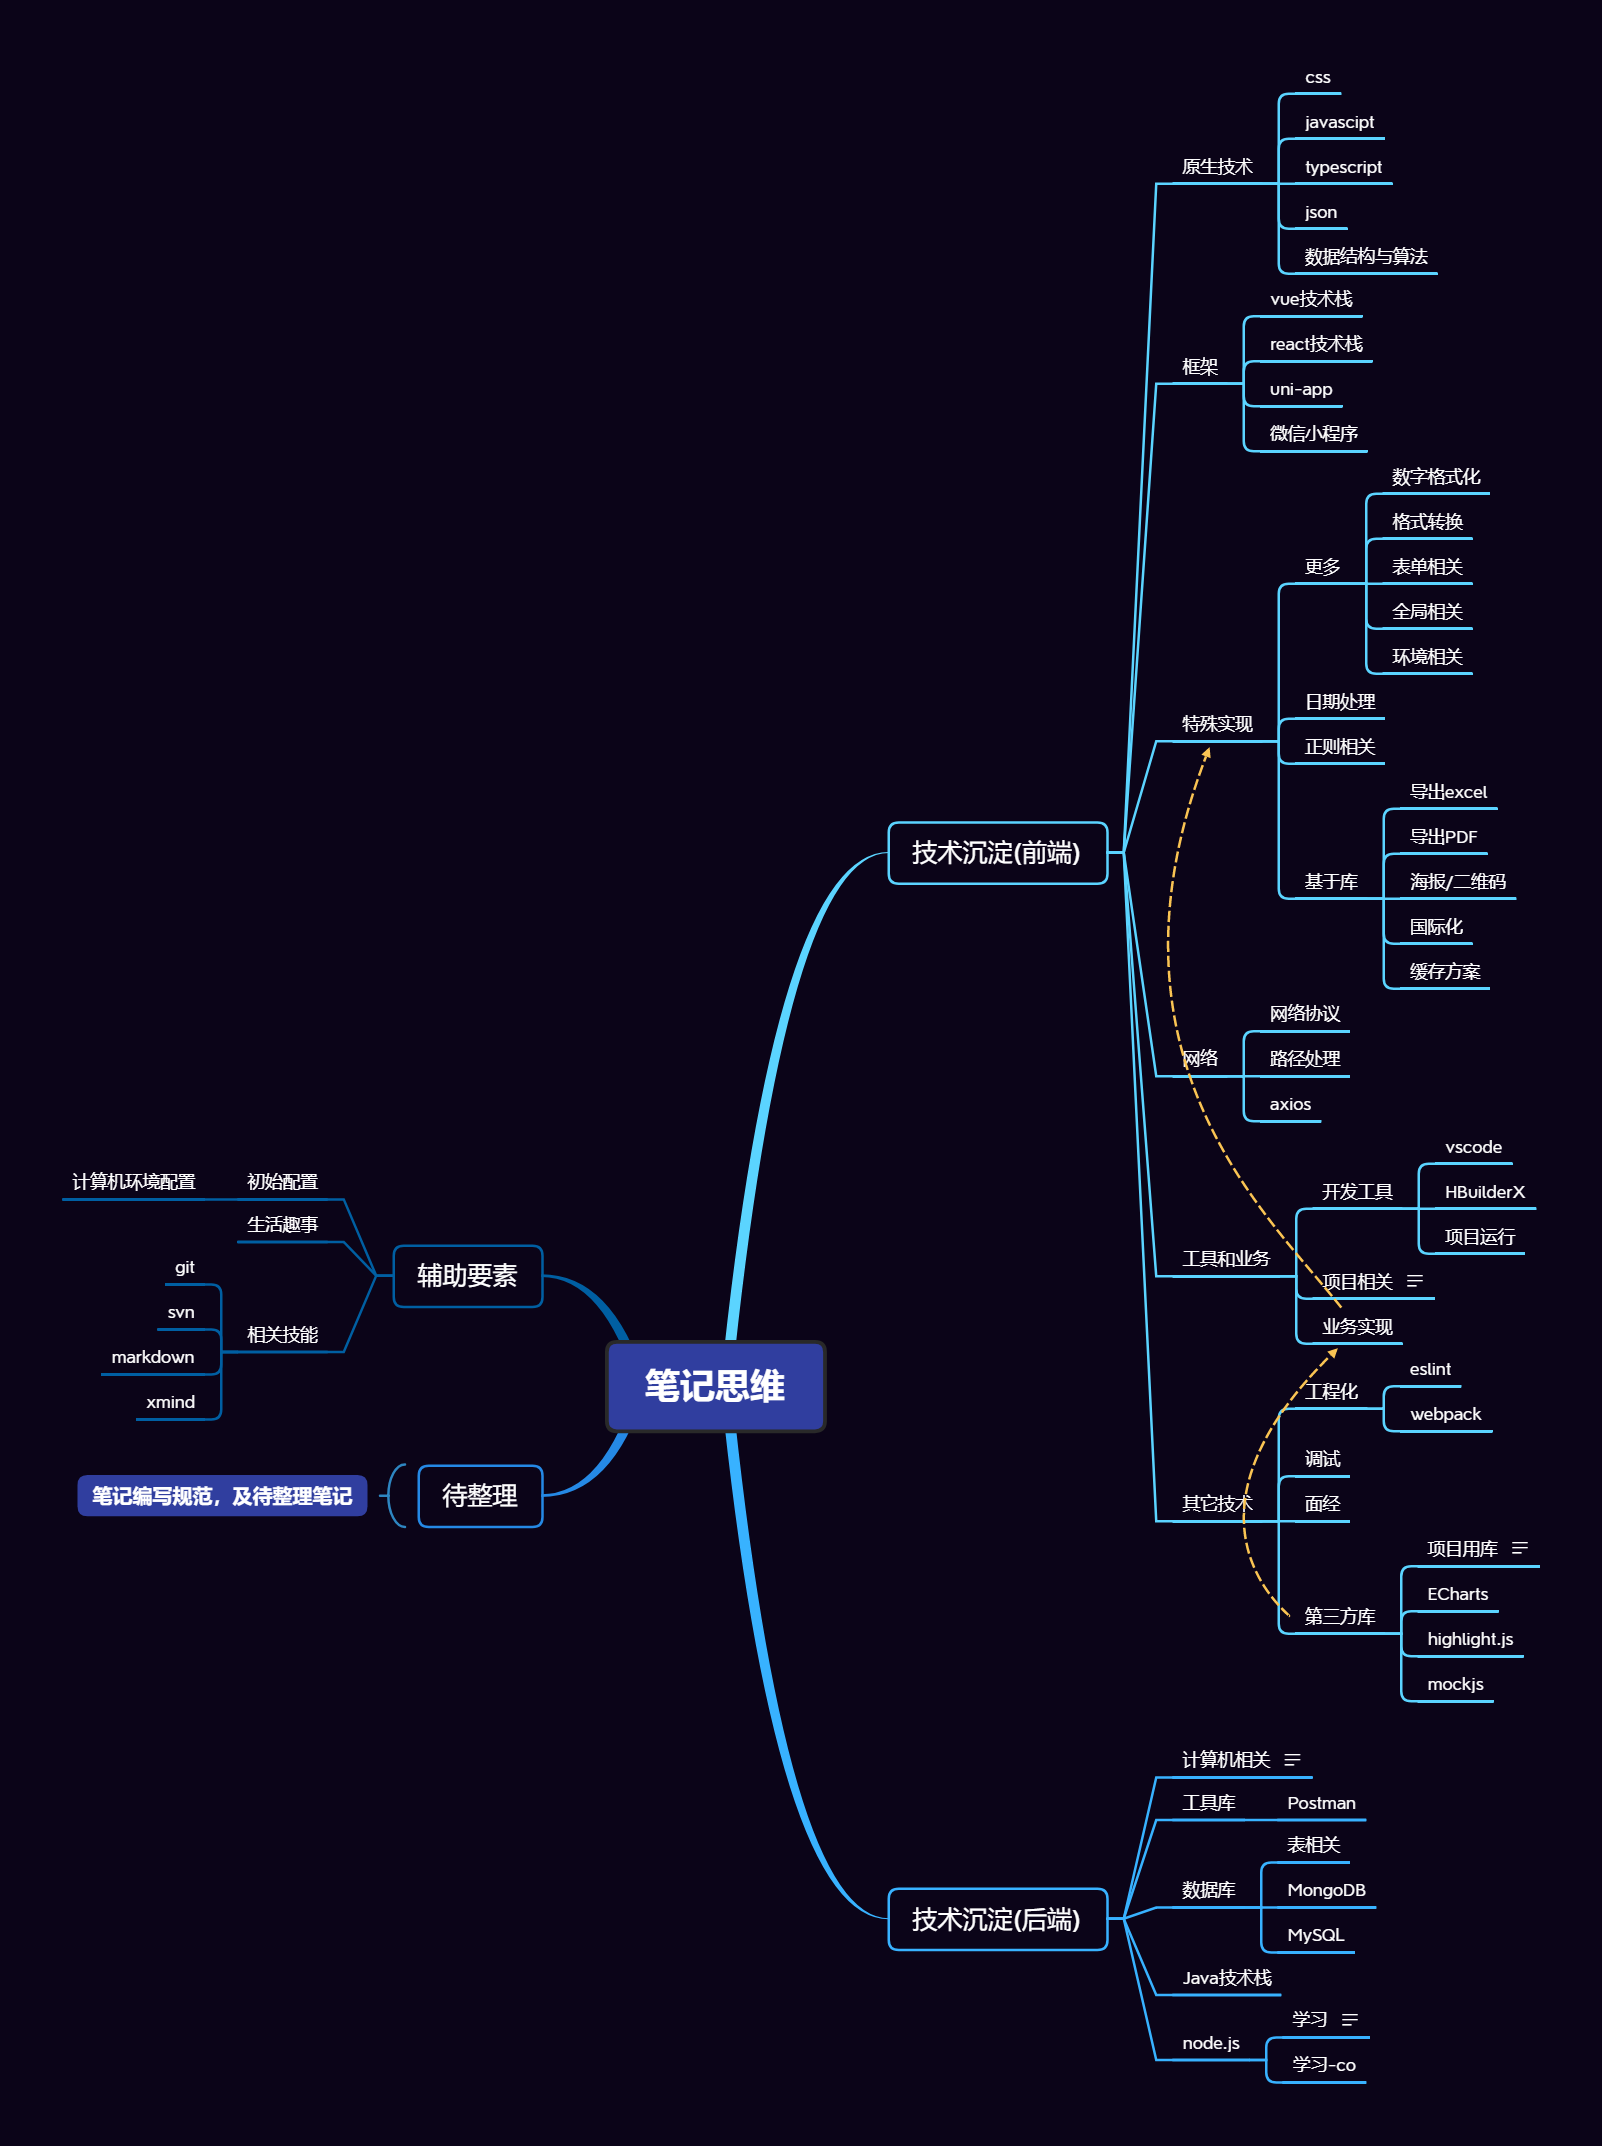 css
javascipt
原生技术
typescript
json
数据结构与算法
vue技术栈
react技术栈
框架
uni-app
微信小程序
数字格式化
格式转换
更多
表单相关
全局相关
环境相关
日期处理
特殊实现
正则相关
导出excel
导出PDF
技术沉淀(前端)
基于库
海报/二维码
国际化
缓存方案
网络协议
网络
路径处理
axios
vscode
开发工具
HBuilderX
项目运行
工具和业务
项目相关
业务实现
eslint
工程化
webpack
调试
其它技术
面经
项目用库
ECharts
第三方库
highlight.js
mockjs
计算机环境配置
初始配置
生活趣事
辅助要素
git
svn
相关技能
markdown
xmind
笔记思维
笔记编写规范，及待整理笔记
待整理
计算机相关
工具库
Postman
表相关
数据库
MongoDB
MySQL
技术沉淀(后端)
Java技术栈
学习
node.js
学习-co